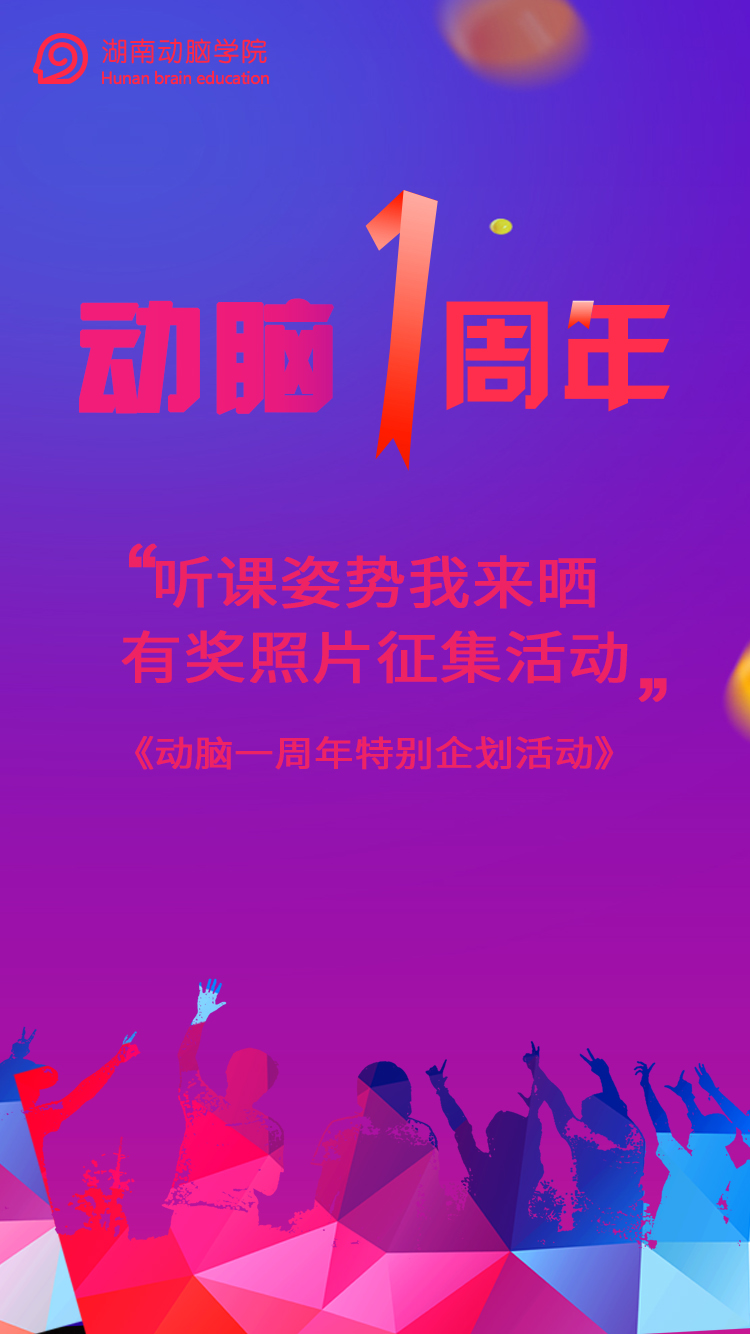 湖南动脑学院
Hunan brain education
动脑1周年
“听课姿势我来晒
有奖照片征集活动”
《动脑一周年特别企划活动》